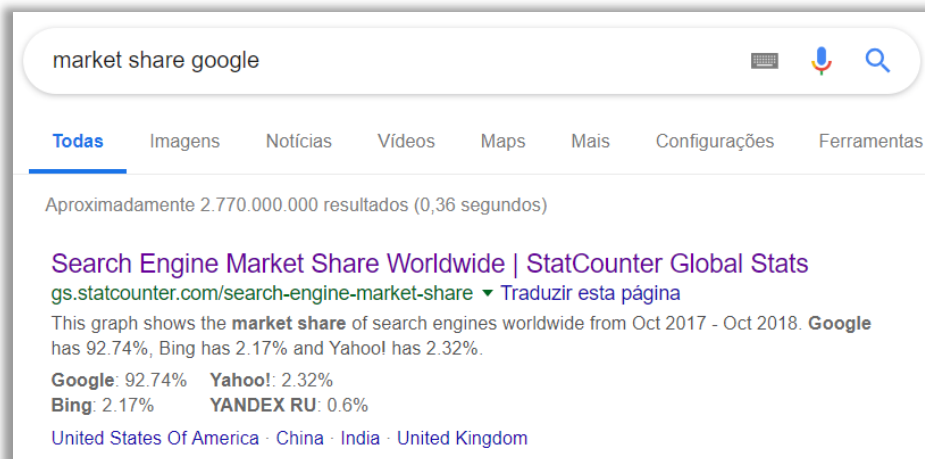 market share google
Todas Imagens Notícias Vídeos Maps Mais Configurações Ferramentas
Aproximadamente 2.770.000.000 resultados (0,36 segundos)
Search Engine Market Share Worldwide | StatCounter Global Stats
gs.statcounter.com/search-engine-market-share ▼ Traduzir esta página
This graph shows the market share of search engines worldwide from Oct 2017 - Oct 2018. Google
has 92.74%, Bing has 2.17% and Yahoo! has 2.32%.
Google: 92.74% Yahoo!: 2.32%
Bing: 2.17% YANDEX RU: 0.6%
United States Of America · China · India · United Kingdom